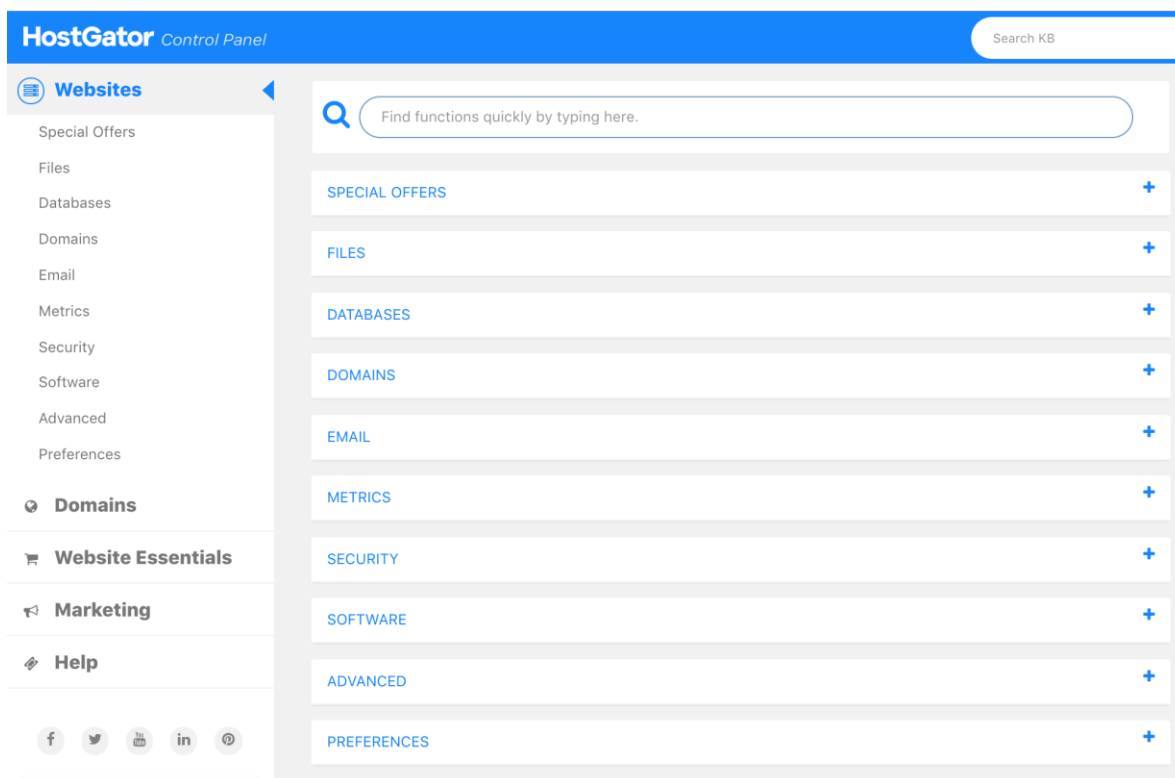 HostGator Control Panel
Search KB
Websites
Special Offers
Files
Databases
Domains
Email
Metrics
Security
Software
Advanced
Preferences
Domains
Website Essentials
Marketing
Help
Find functions quickly by typing here.
SPECIAL OFFERS
FILES
DATABASES
DOMAINS
EMAIL
METRICS
SECURITY
SOFTWARE
ADVANCED
PREFERENCES